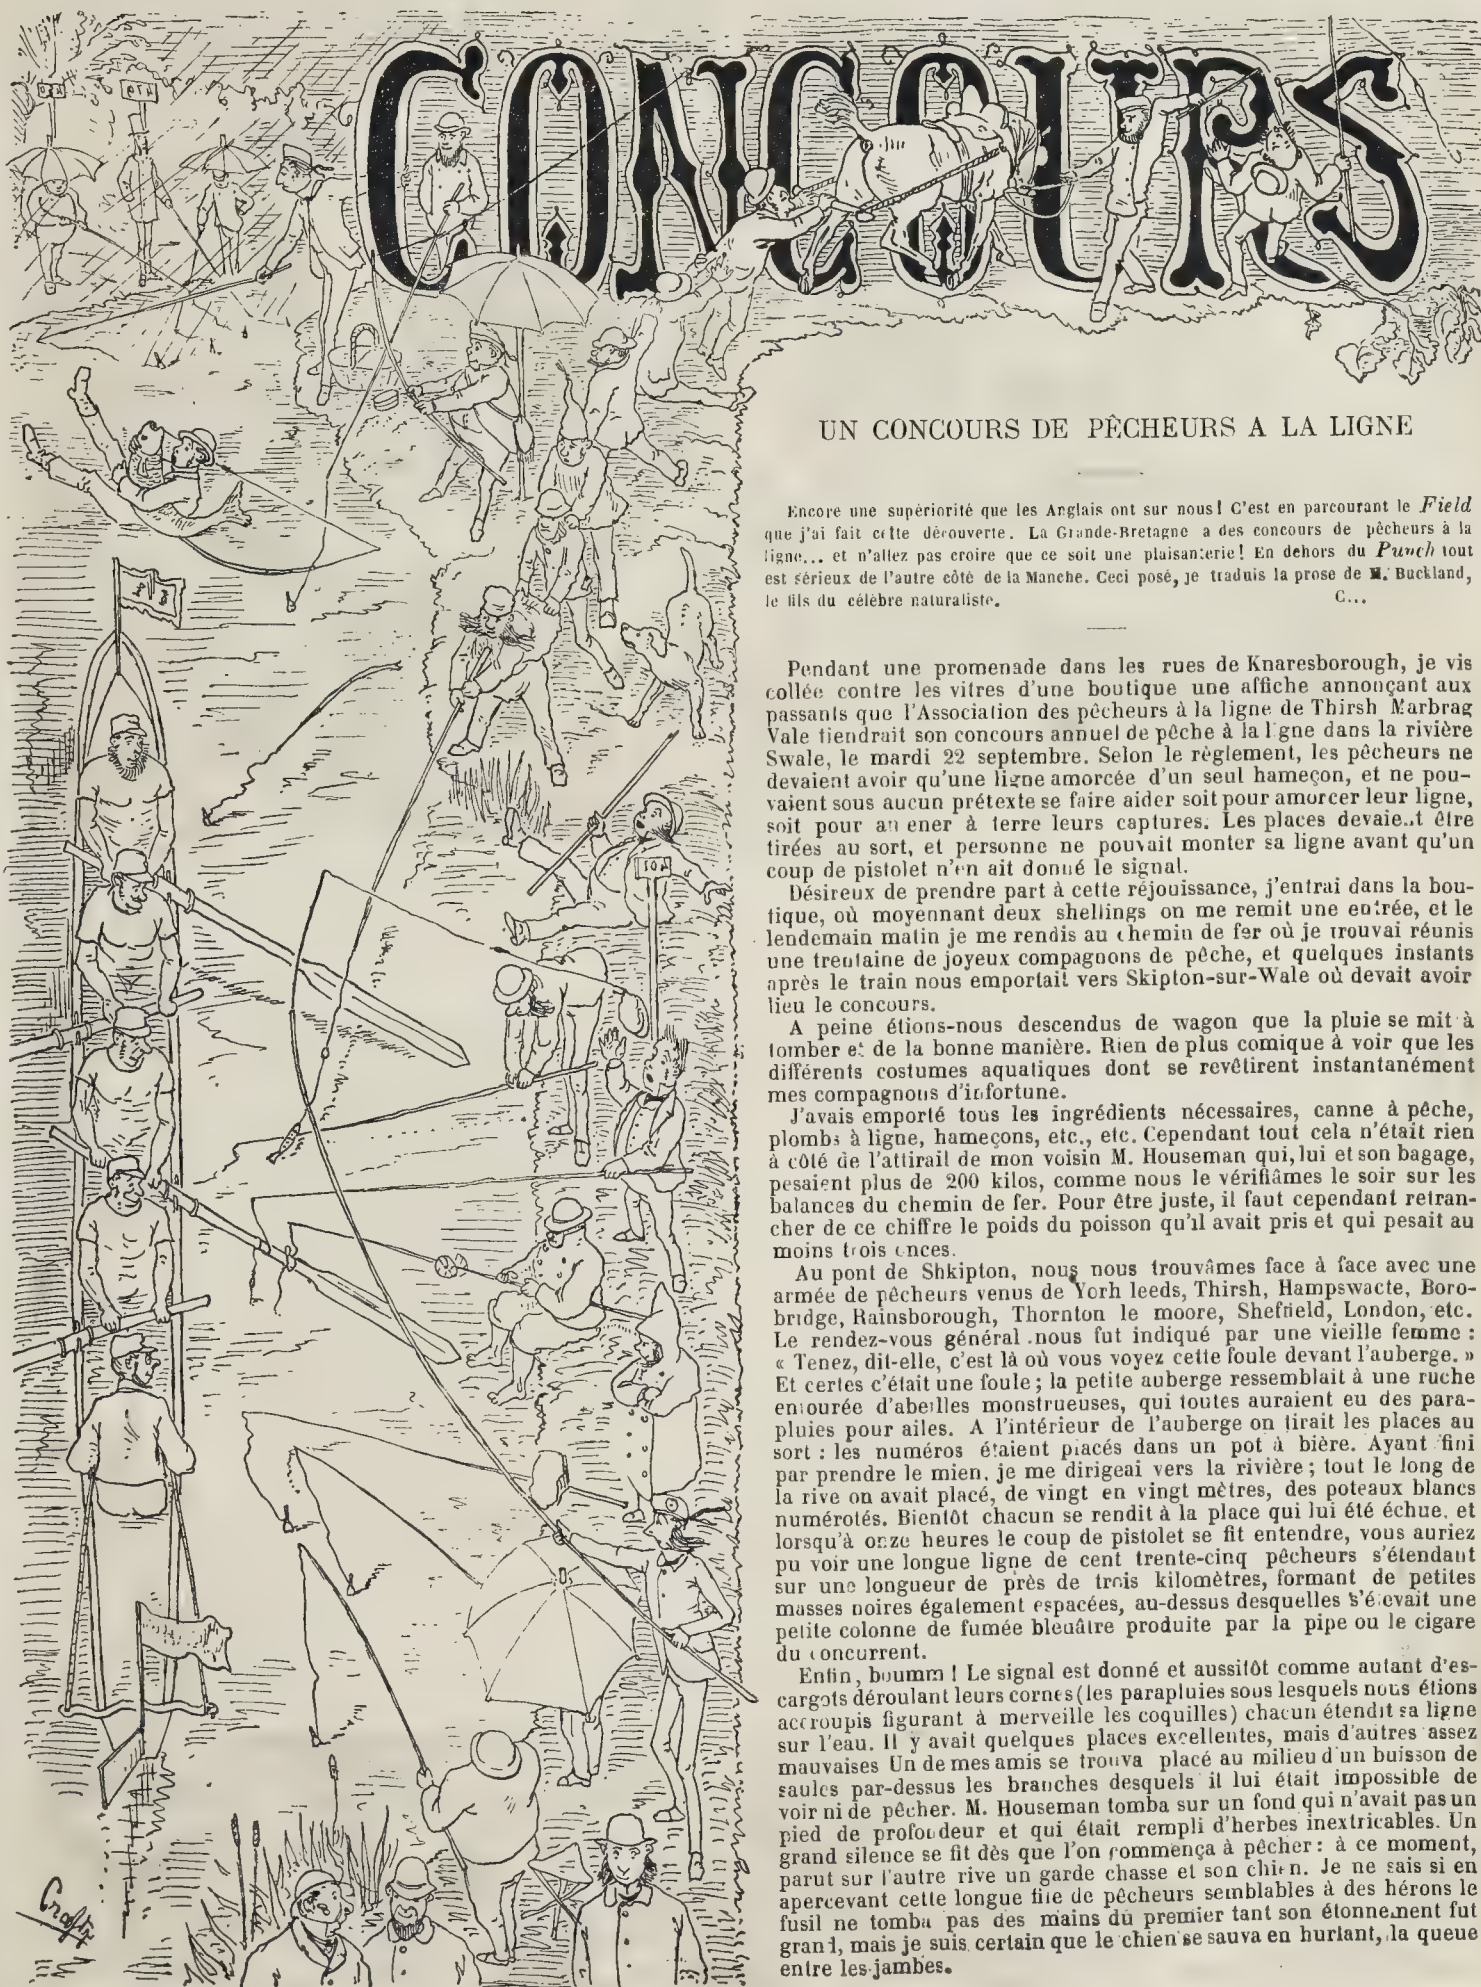 CONCOURS
UN CONCOURS DE PÊCHEURS A LA LIGNE
Encore une supériorité que les Anglais ont sur nous! C'est en parcourant le Field
que j'ai fait cette découverte. La Grande-Bretagne a des concours de pêcheurs à la
ligne... et n'allez pas croire que ce soit une plaisanterie! En dehors du Punch tout
est sérieux de l'autre côté de la Manche. Ceci posé, je traduis la prose de M. Buckland,
le fils du célèbre naturaliste.
C...
Pendant une promenade dans les rues de Knaresborough, je vis
collée contre les vitres d'une boutique une affiche annonçant aux
passants que l'Association des pêcheurs à la ligne de Thirsh Marbrag
Vale tiendrait son concours annuel de pêche à la ligne dans la rivière
Swale, le mardi 22 septembre. Selon le règlement, les pêcheurs ne
devaient avoir qu'une ligne amorcée d'un seul hameçon, et ne pou-
vaient sous aucun prétexte se faire aider soit pour amorcer leur ligne,
soit pour amener à terre leurs captures. Les places devaient être
tirées au sort, et personne ne pouvait monter sa ligne avant qu'un
coup de pistolet n'en ait donné le signal.
Désireux de prendre part à cette réjouissance, j'entrai dans la bou-
tique, où moyennant deux shellings on me remit une entrée, et le
lendemain matin je me rendis au chemin de fer où je trouvai réunis
une trentaine de joyeux compagnons de pêche, et quelques instants
après le train nous emportait vers Skipton-sur-Wale où devait avoir
lieu le concours.
A peine étions-nous descendus de wagon que la pluie se mit à
tomber et de la bonne manière. Rien de plus comique à voir que les
différents costumes aquatiques dont se revêtirent instantanément
mes compagnons d'infortune.
J'avais emporté tous les ingrédients nécessaires, canne à pêche,
plombs à ligne, hameçons, etc., etc. Cependant tout cela n'était rien
à côté de l'attirail de mon voisin M. Houseman qui, lui et son bagage,
pesaient plus de 200 kilos, comme nous le vérifiâmes le soir sur les
balances du chemin de fer. Pour être juste, il faut cependant retran-
cher de ce chiffre le poids du poisson qu'il avait pris et qui pesait au
moins trois onces.
Au pont de Shkipton, nous nous trouvâmes face à face avec une
armée de pêcheurs venus de Yorh leeds, Thirsh, Hampswacte, Boro-
bridge, Rainsborough, Thornton le moore, Shefield, London, etc.
Le rendez-vous général nous fut indiqué par une vieille femme :
« Tenez, dit-elle, c'est là où vous voyez cette foule devant l'auberge. »
Et certes c'était une foule ; la petite auberge ressemblait à une ruche
entourée d'abeilles monstrueuses, qui toutes auraient eu des para-
pluies pour ailes. A l'intérieur de l'auberge on tirait les places au
sort : les numéros étaient placés dans un pot à bière. Ayant fini
par prendre le mien, je me dirigeai vers la rivière ; tout le long de
la rive on avait placé, de vingt en vingt mètres, des poteaux blancs
numérotés. Bientôt chacun se rendit à la place qui lui été échue, et
lorsqu'à onze heures le coup de pistolet se fit entendre, vous auriez
pu voir une longue ligne de cent trente-cinq pêcheurs s'étendant
sur une longueur de près de trois kilomètres, formant de petites
masses noires également espacées, au-dessus desquelles s'élevait une
petite colonne de fumée bleuâtre produite par la pipe ou le cigare
du concurrent.
Enfin, boumm ! Le signal est donné et aussitôt comme autant d'es-
cargots déroulant leurs cornes (les parapluies sous lesquels nous étions
accroupis figurant à merveille les coquilles) chacun étendit sa ligne
sur l'eau. Il y avait quelques places excellentes, mais d'autres assez
mauvaises Un de mes amis se trouva placé au milieu d'un buisson de
saules par-dessus les branches desquels il lui était impossible de
voir ni de pêcher. M. Houseman tomba sur un fond qui n'avait pas un
pied de profondeur et qui était rempli d'herbes inextricables. Un
grand silence se fit dès que l'on commença à pêcher : à ce moment,
parut sur l'autre rive un garde chasse et son chien. Je ne sais si en
apercevant cette longue file de pêcheurs semblables à des hérons le
fusil ne tomba pas des mains du premier tant son étonnement fut
grand, mais je suis certain que le chien se sauva en hurlant, la queue
entre les jambes.
Crafty